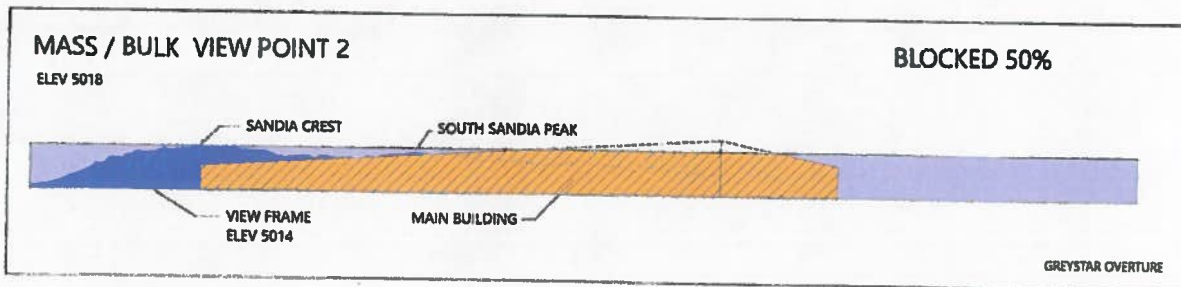 MASS / BULK VIEW POINT 2
BLOCKED 50%
ELEV 5018
SANDIA CREST
SOUTH SANDIA PEAK
VIEW FRAME
ELEV 5014
MAIN BUILDING
GREYSTAR OVERTURE